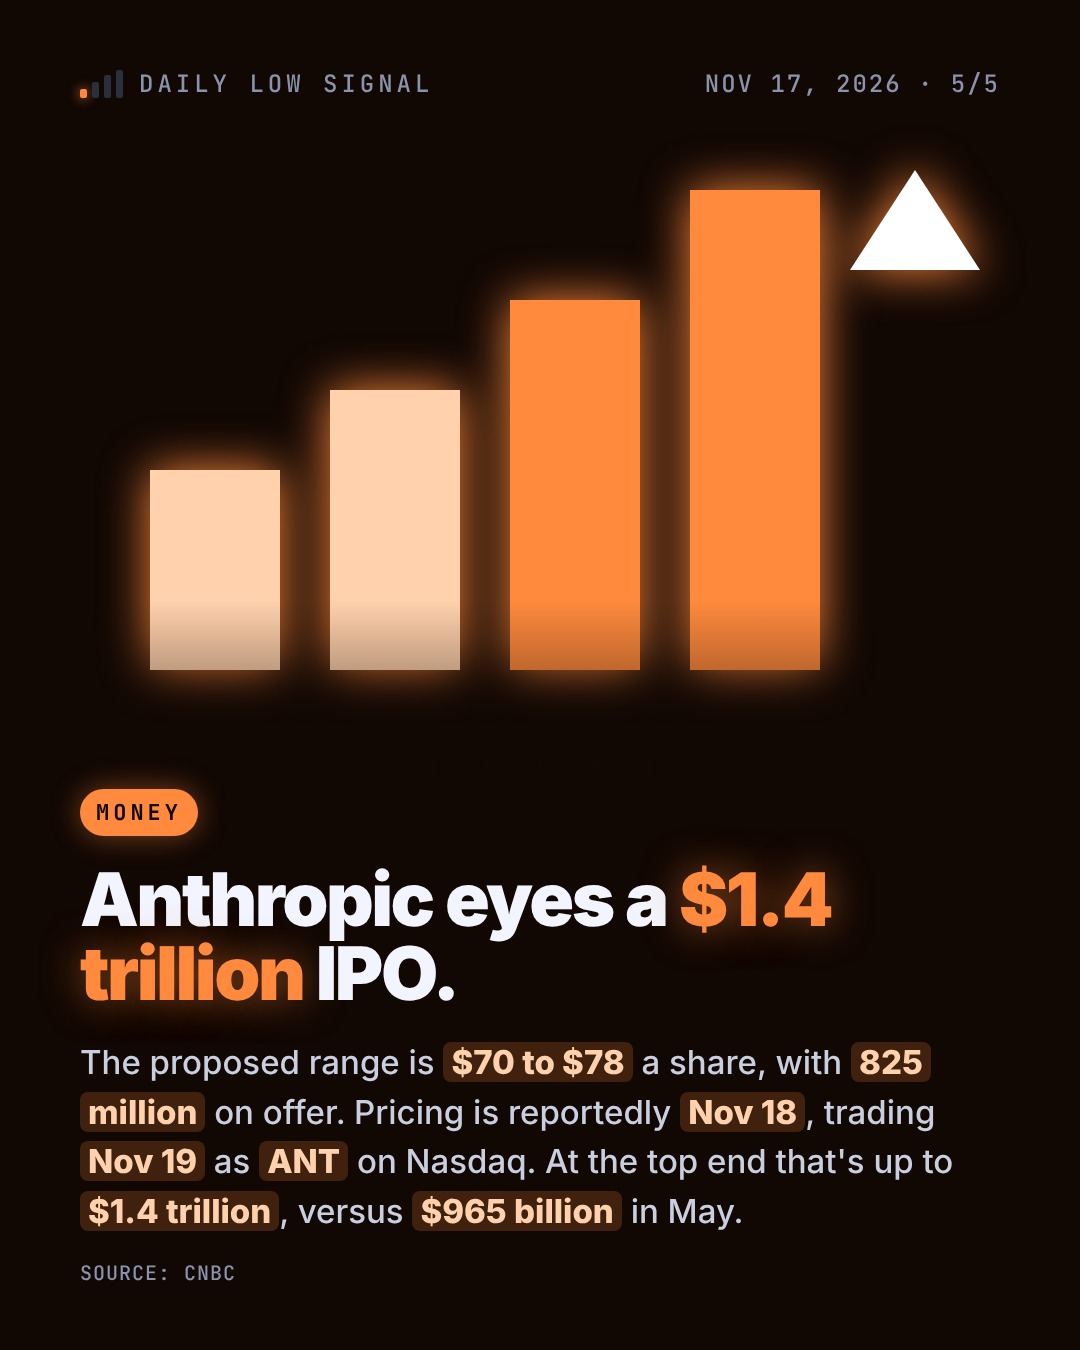 DAILY LOW SIGNAL
NOV 17, 2026 · 5/5
MONEY
Anthropic eyes a $1.4
trillion IPO.
The proposed range is $70 to $78 a share, with 825
million on offer. Pricing is reportedly Nov 18, trading
Nov 19 as ANT on Nasdaq. At the top end that's up to
$1.4 trillion, versus $965 billion in May.
SOURCE: CNBC